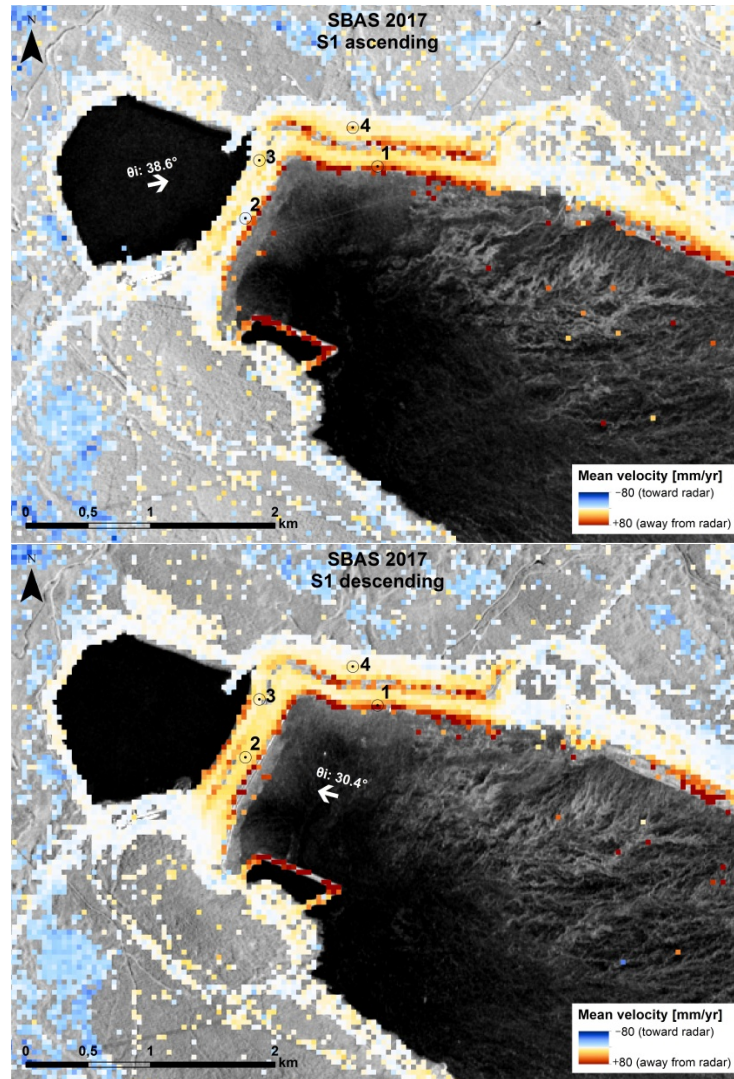 SBAS 2017
S1 ascending
N
4
1
3
θi: 38.6°
2
Mean velocity [mm/yr]
−80 (toward radar)
+80 (away from radar)
0 0,5 1 2
km
SBAS 2017
S1 descending
N
4
3
1
2
θi: 30.4°
Mean velocity [mm/yr]
−80 (toward radar)
+80 (away from radar)
0 0,5 1 2
km